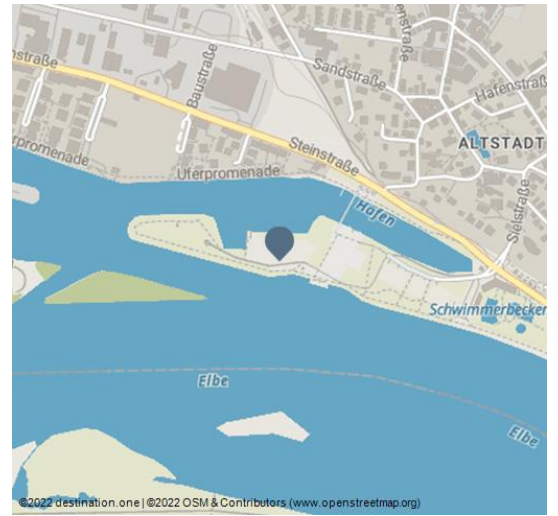 Baustraße
Sandstraße
Hafenstraße
ALTSTADT
Steinstraße
Uferpromenade
Hafen
Sielstraße
Schwimmerbecken
Elbe
Elbe
©2022 destination.one | ©2022 OSM & Contributors (www.openstreetmap.org)